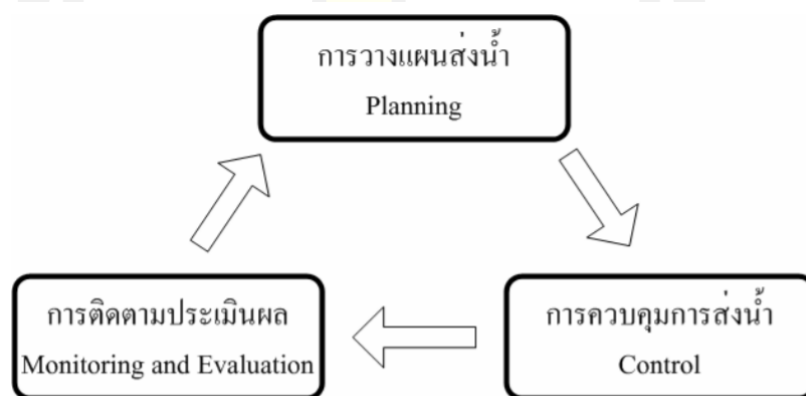 การวางแผนส่งน้ำ
Planning
การติดตามประเมินผล
Monitoring and Evaluation
การควบคุมการส่งน้ำ
Control